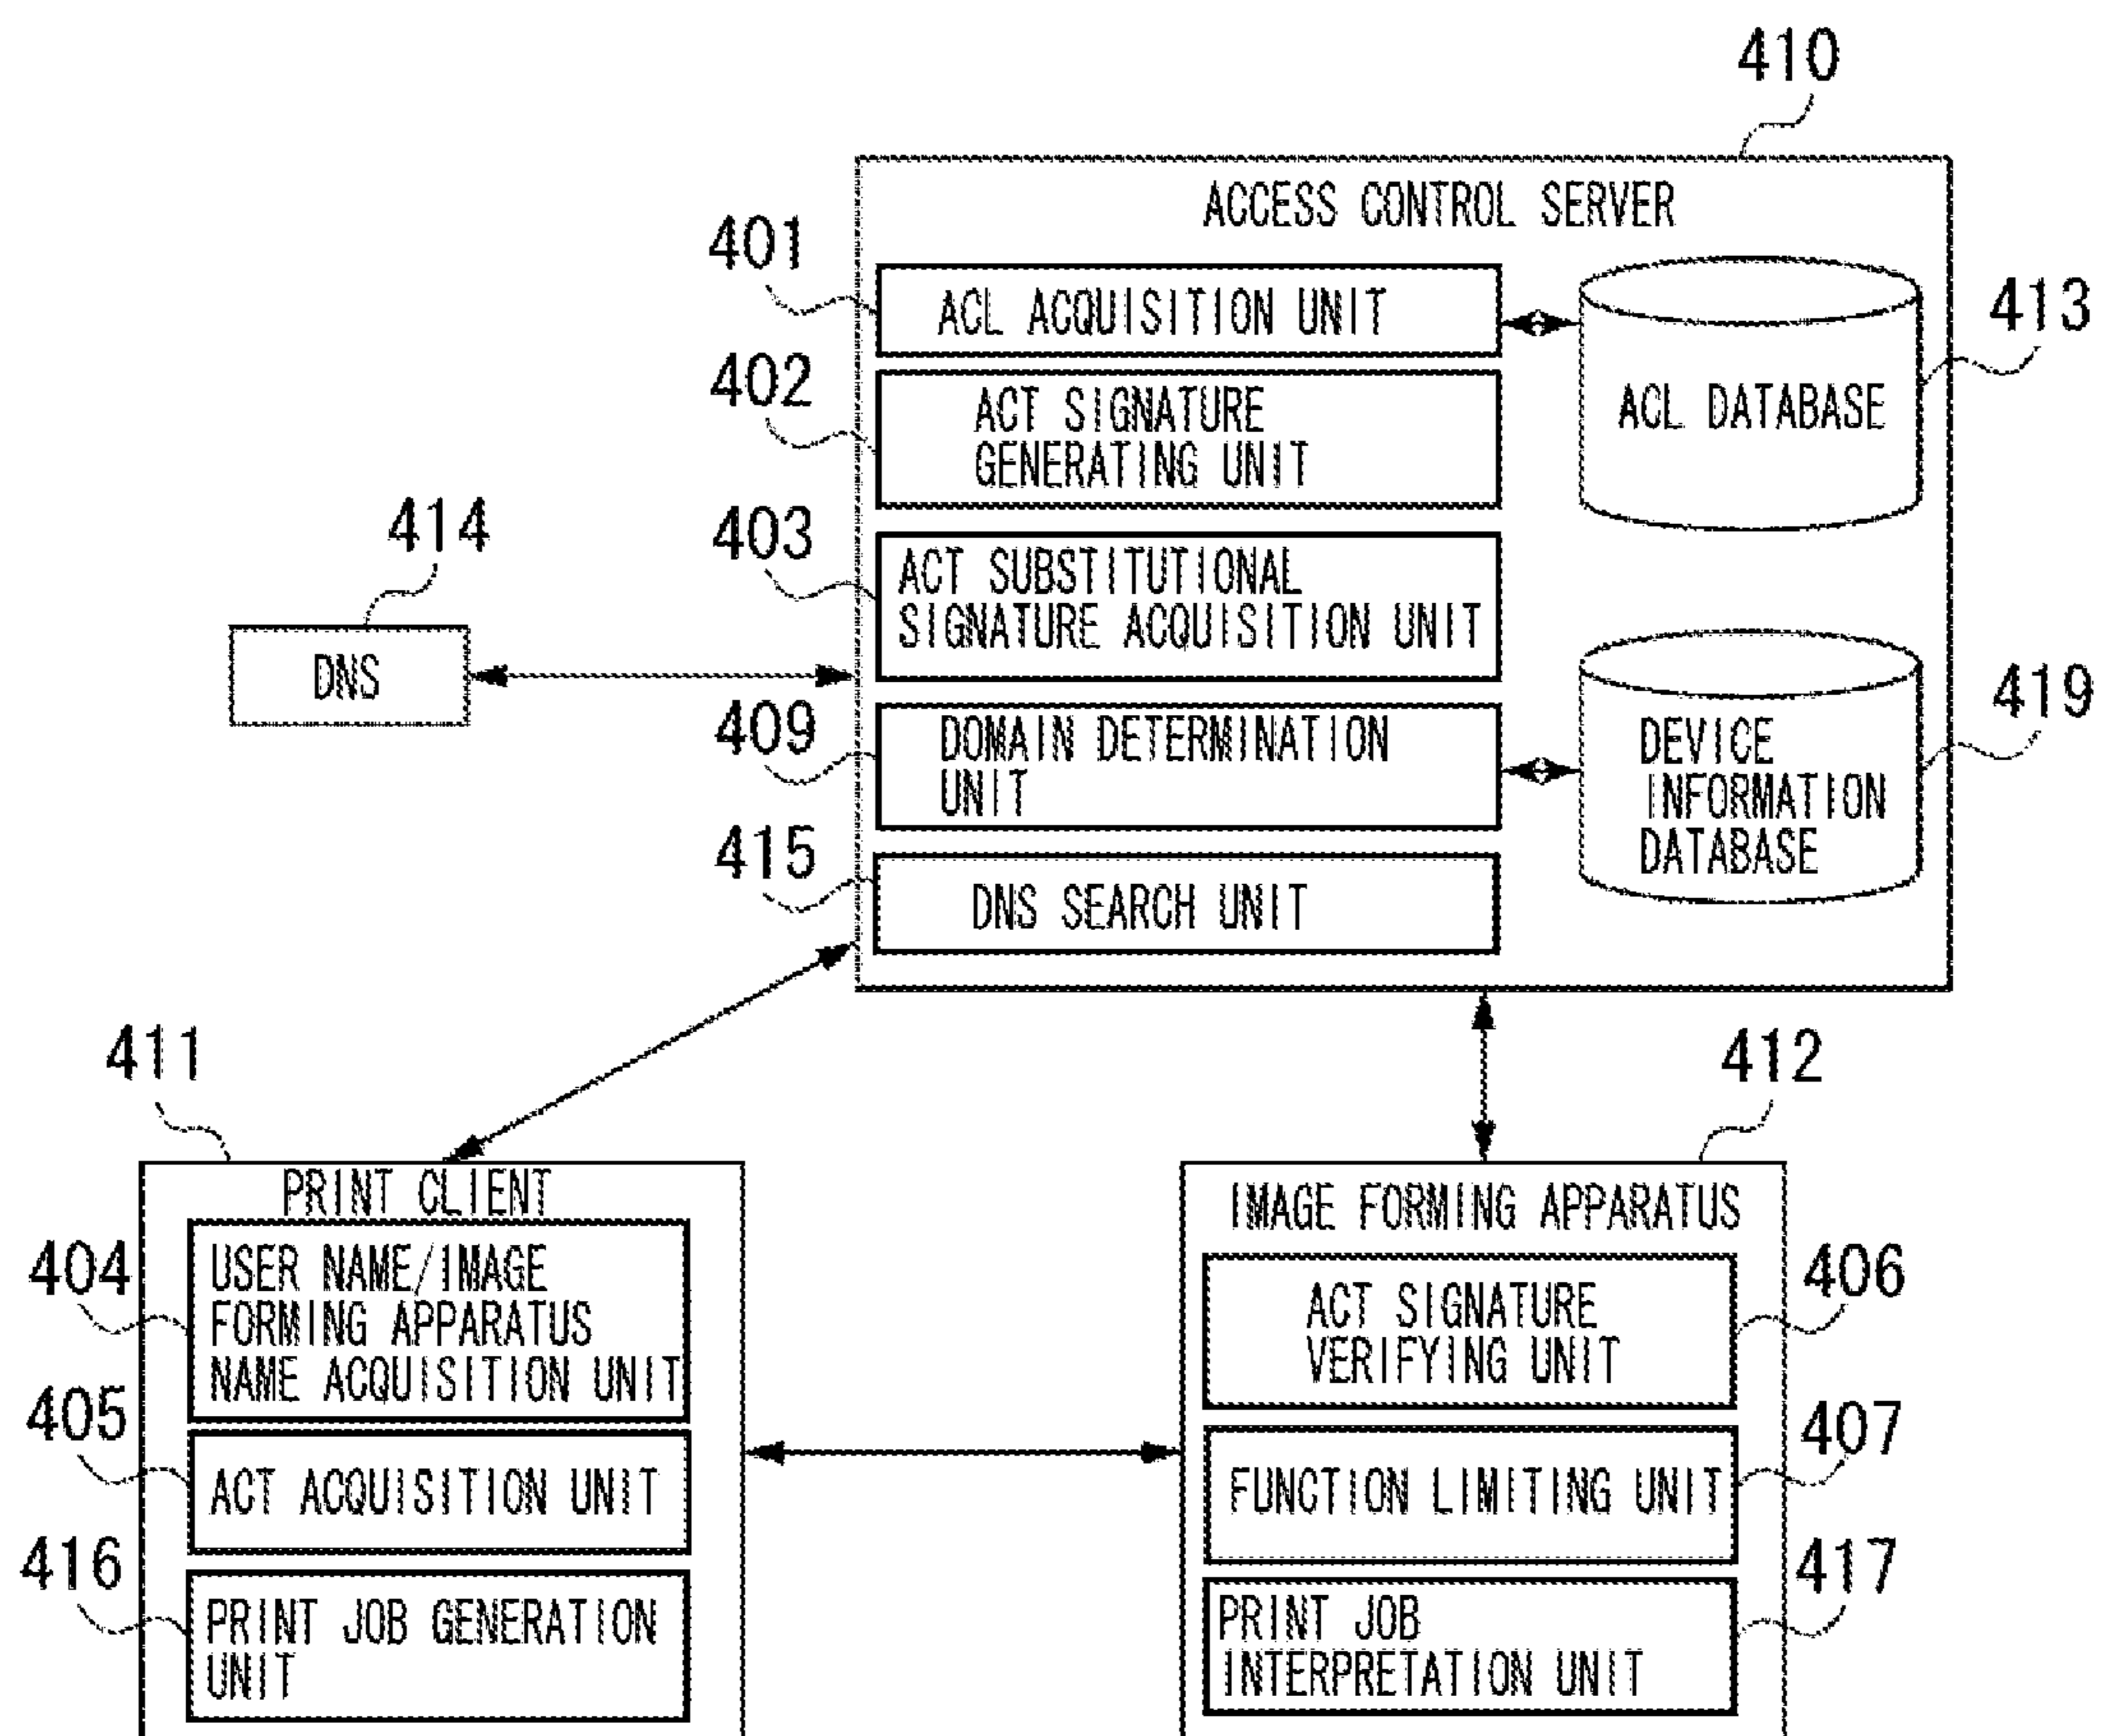 410
ACCESS CONTROL SERVER
401
ACL ACQUISITION UNIT
413
402
ACT SIGNATURE
GENERATING UNIT
ACL DATABASE
414
403
ACT SUBSTITUTIONAL
SIGNATURE ACQUISITION UNIT
DNS
419
409
DOMAIN DETERMINATION
UNIT
DEVICE
INFORMATION
DATABASE
415
DNS SEARCH UNIT
411
412
PRINT CLIENT
IMAGE FORMING APPARATUS
404
USER NAME/IMAGE
FORMING APPARATUS
NAME ACQUISITION UNIT
406
ACT SIGNATURE
VERIFYING UNIT
405
ACT ACQUISITION UNIT
407
FUNCTION LIMITING UNIT
416
PRINT JOB GENERATION
UNIT
417
PRINT JOB
INTERPRETATION UNIT